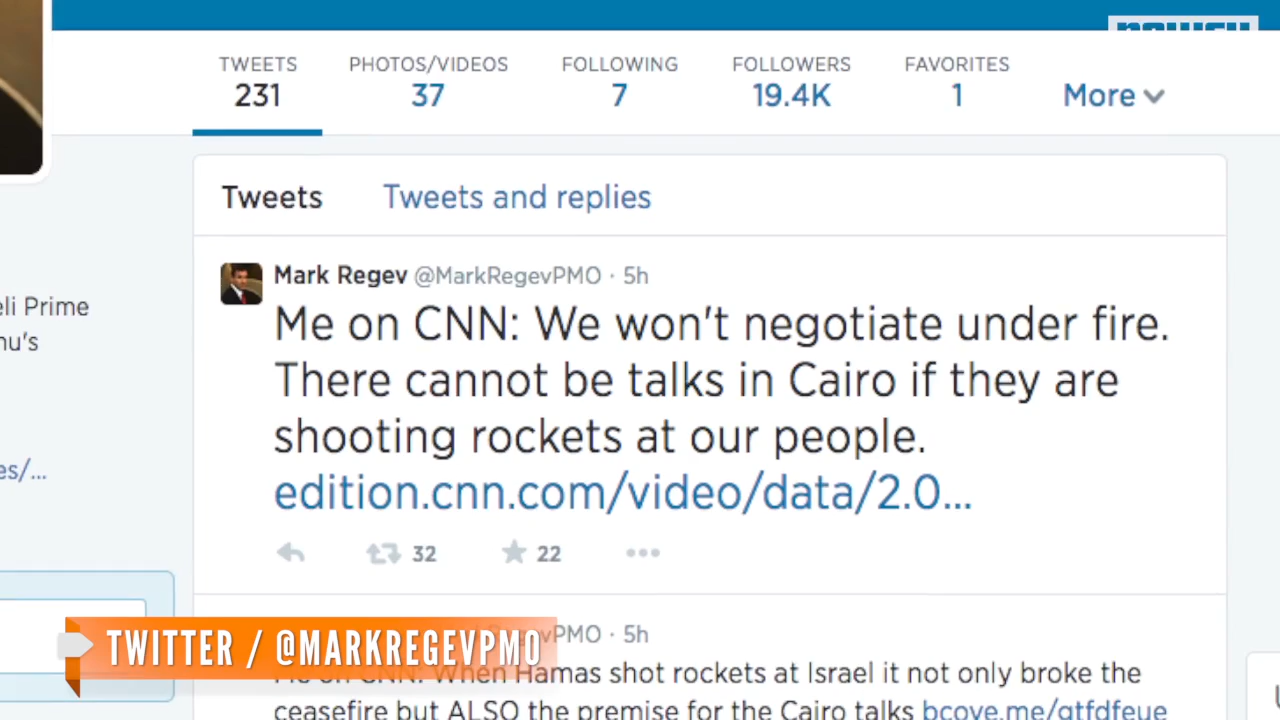 TWEETS PHOTOS/VIDEOS FOLLOWING FOLLOWERS FAVORITES
231 37 7 19.4K 1 More
Tweets Tweets and replies
Mark Regev @MarkRegevPMO · 5h
Me on CNN: We won't negotiate under fire.
There cannot be talks in Cairo if they are
shooting rockets at our people.
edition.cnn.com/video/data/2.0...
32 22
eli Prime
nu's
es/...
TWITTER / @MARKREGEVPMO
vPMO · 5h
Me on CNN: When Hamas shot rockets at Israel it not only broke the
ceasefire but ALSO the premise for the Cairo talks bcove.me/qtfdfeue